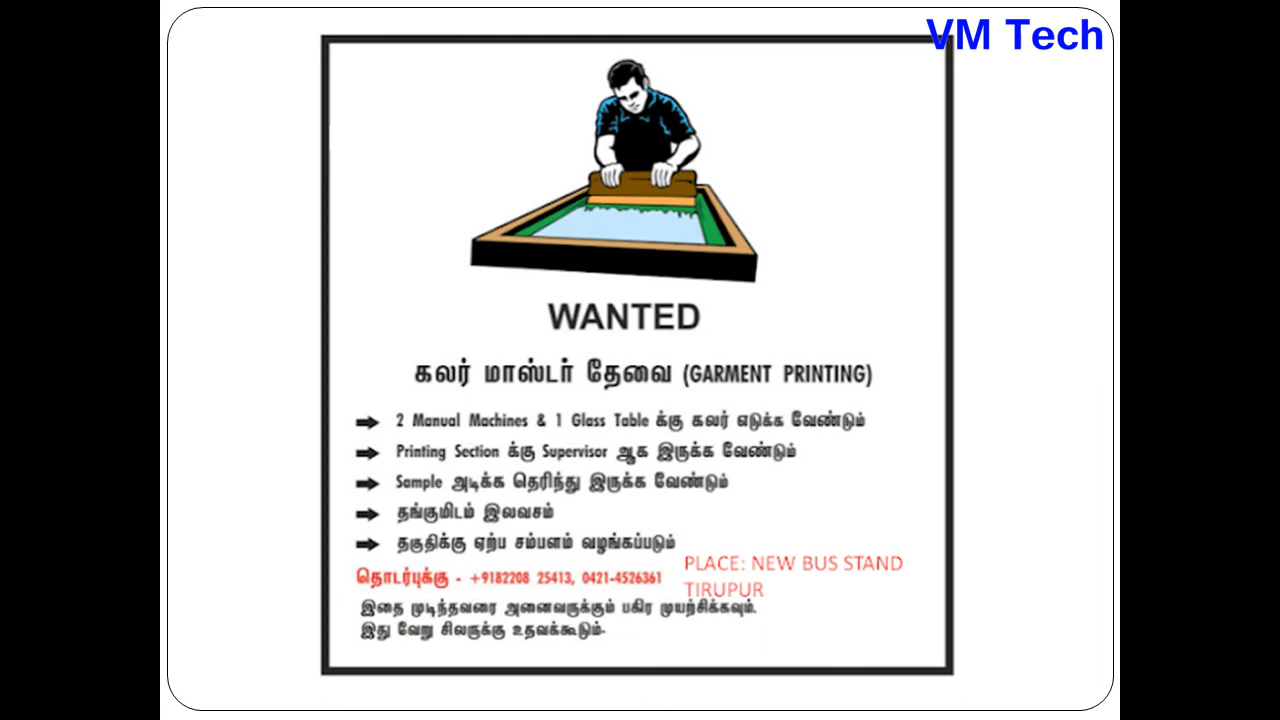 VM Tech
WANTED
கலர் மாஸ்டர் தேவை (GARMENT PRINTING)
2 Manual Machines & 1 Glass Table க்கு கலர் எடுக்க வேண்டும்
Printing Section க்கு Supervisor ஆக இருக்க வேண்டும்
Sample அடிக்க தெரிந்து இருக்க வேண்டும்
தங்குமிடம் இலவசம்
தகுதிக்கு ஏற்ப சம்பளம் வழங்கப்படும்
தொடர்புக்கு - +9182208 25413, 0421-4526361
PLACE: NEW BUS STAND
TIRUPUR
இதை முடிந்தவரை அனைவருக்கும் பகிர முயற்சிக்கவும்.
இது வேறு சிலருக்கு உதவக்கூடும்.